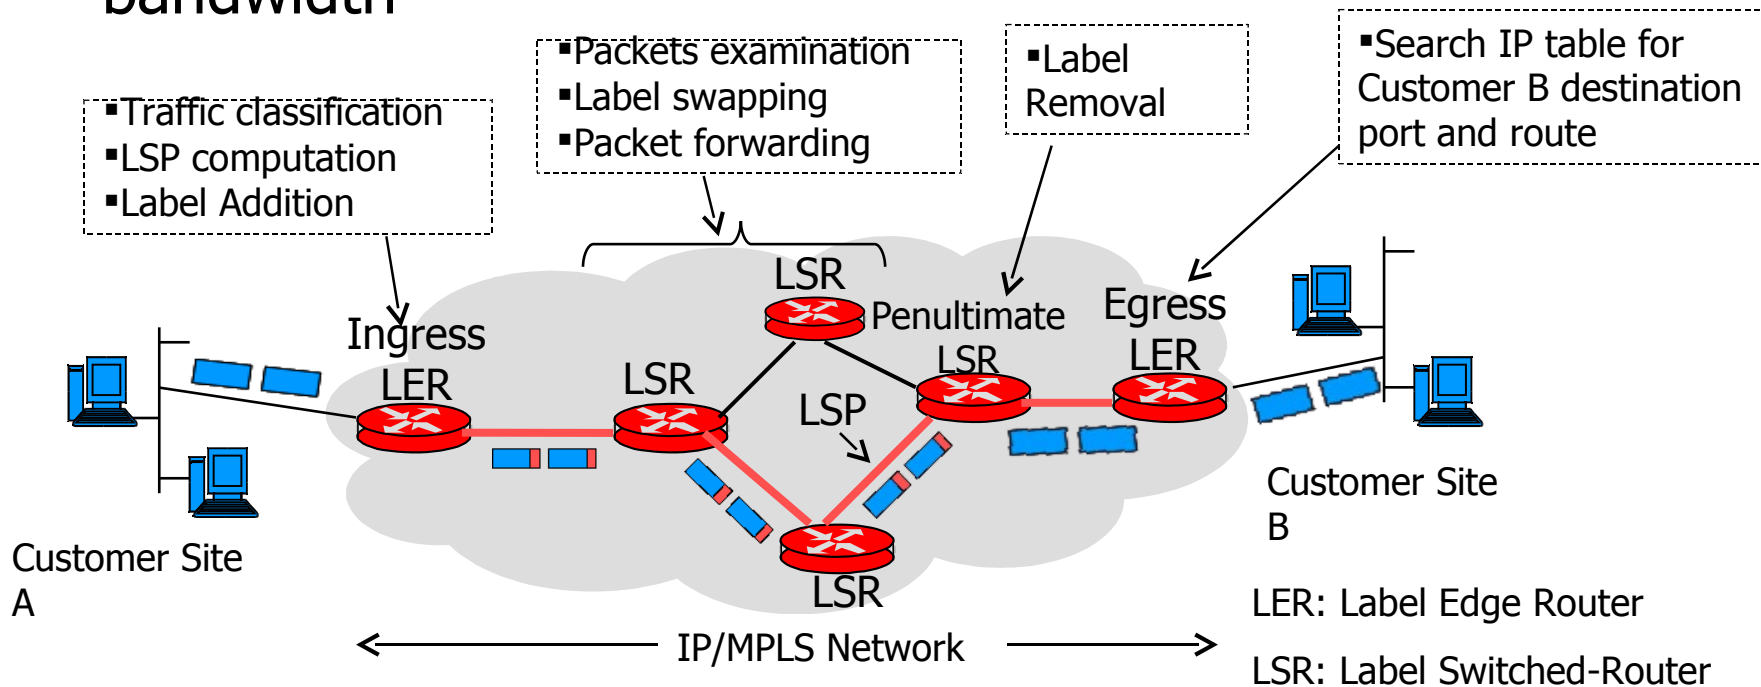 bandwidth
▪Traffic classification
▪LSP computation
▪Label Addition
▪Packets examination
▪Label swapping
▪Packet forwarding
▪Label
Removal
▪Search IP table for
Customer B destination
port and route
Ingress
LER
LSR
LSR
Penultimate
LSR
Egress
LER
LSP
LSR
Customer Site
A
Customer Site
B
IP/MPLS Network
LER: Label Edge Router
LSR: Label Switched-Router